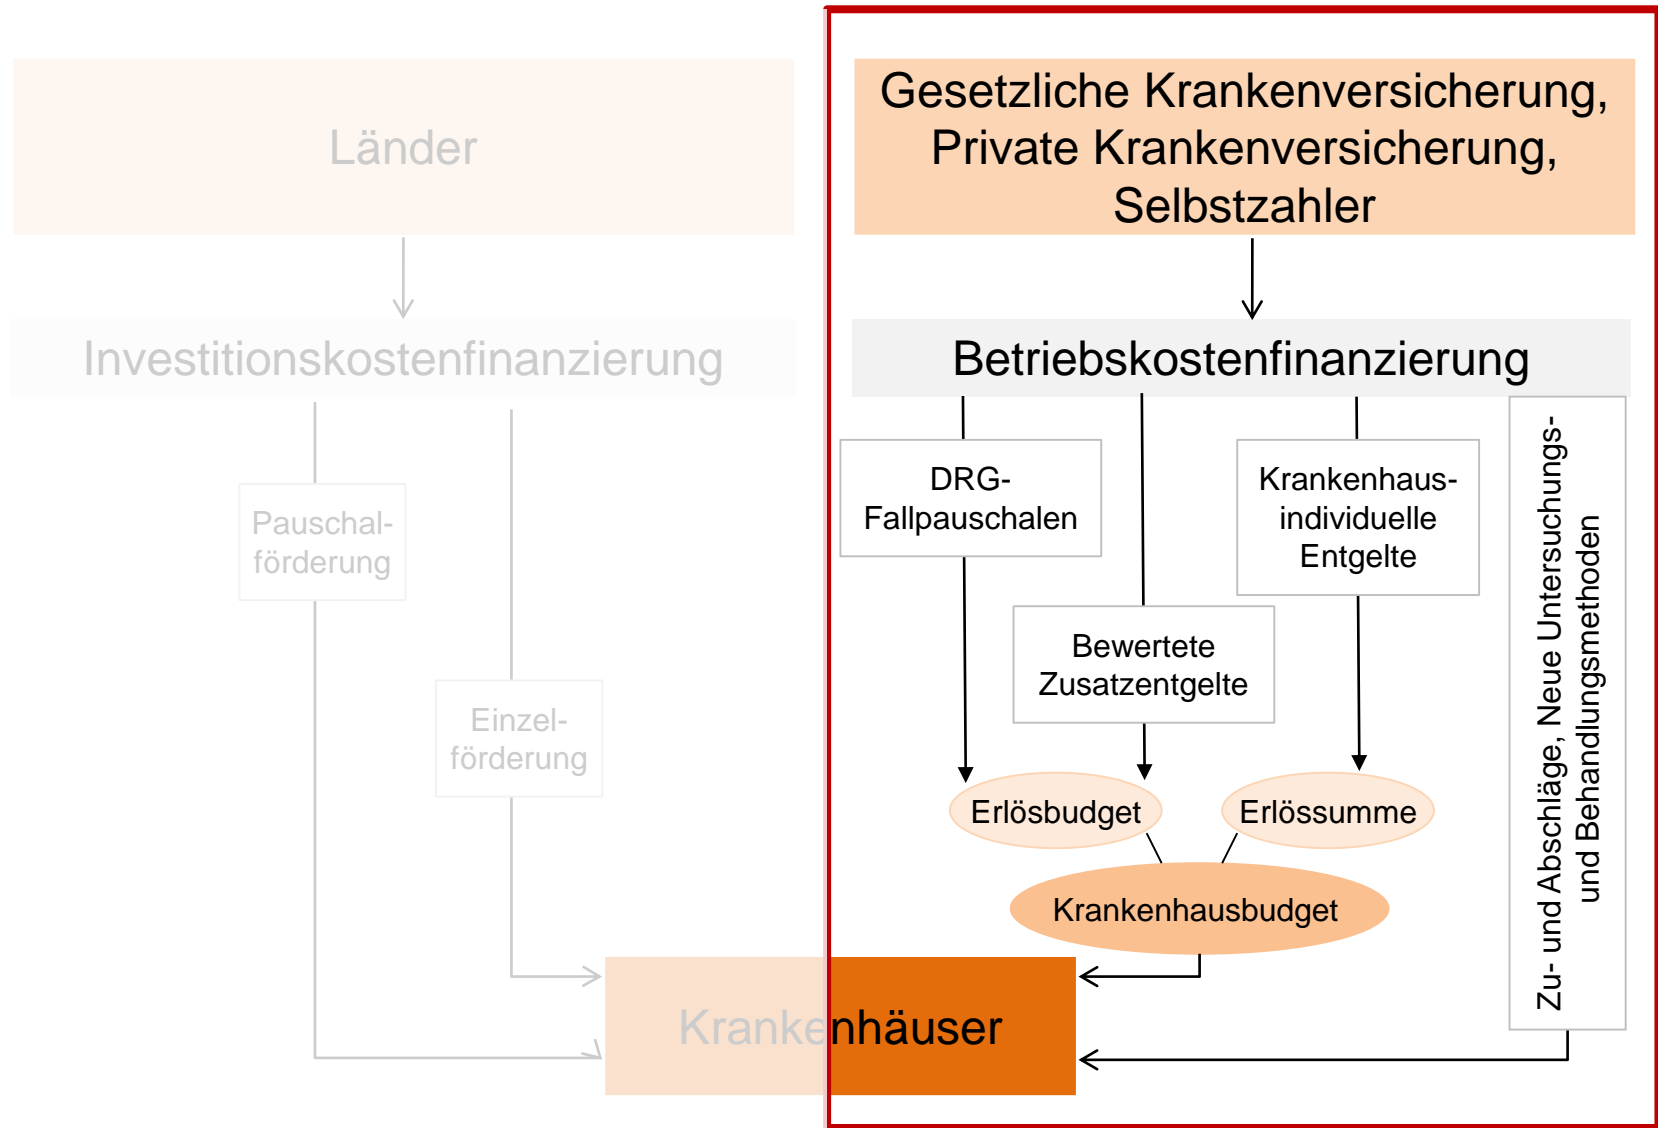 Länder
Gesetzliche Krankenversicherung,
Private Krankenversicherung,
Selbstzahler
Investitionskostenfinanzierung
Betriebskostenfinanzierung
Pauschal-
förderung
Einzel-
förderung
DRG-
Fallpauschalen
Bewertete
Zusatzentgelte
Krankenhaus-
individuelle
Entgelte
Zu- und Abschläge, Neue Untersuchungs-
und Behandlungsmethoden
Erlösbudget
Erlössumme
Krankenhausbudget
Krankenhäuser